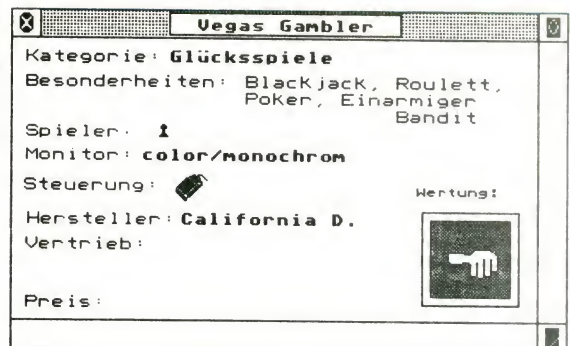 Vegas Gambler
Kategorie: Glücksspiele
Besonderheiten: Blackjack, Roulett,
Poker, Einarmiger
Bandit
Spieler:
Monitor: color/monochrom
Steuerung:
Wertung:
Hersteller: California D.
Vertrieb:
Preis: